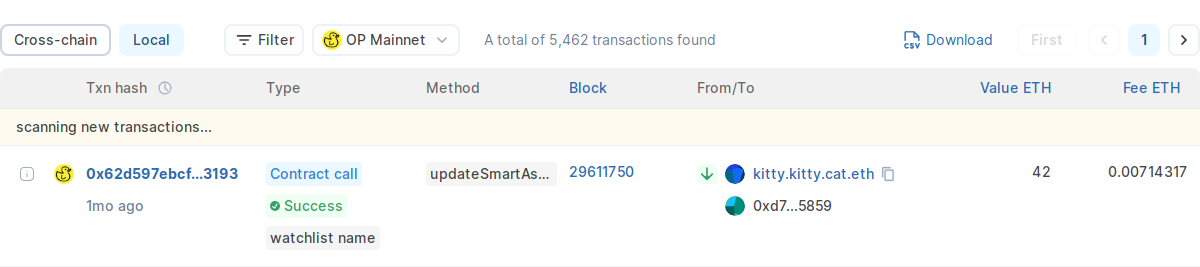 Cross-chain Local Filter OP Mainnet A total of 5,462 transactions found CSV Download First 1
Txn hash Type Method Block From/To Value ETH Fee ETH
scanning new transactions...
0x62d597ebcf...3193 Contract call updateSmartAs... 29611750 kitty.kitty.cat.eth 42 0.00714317
1mo ago Success 0xd7...5859
watchlist name